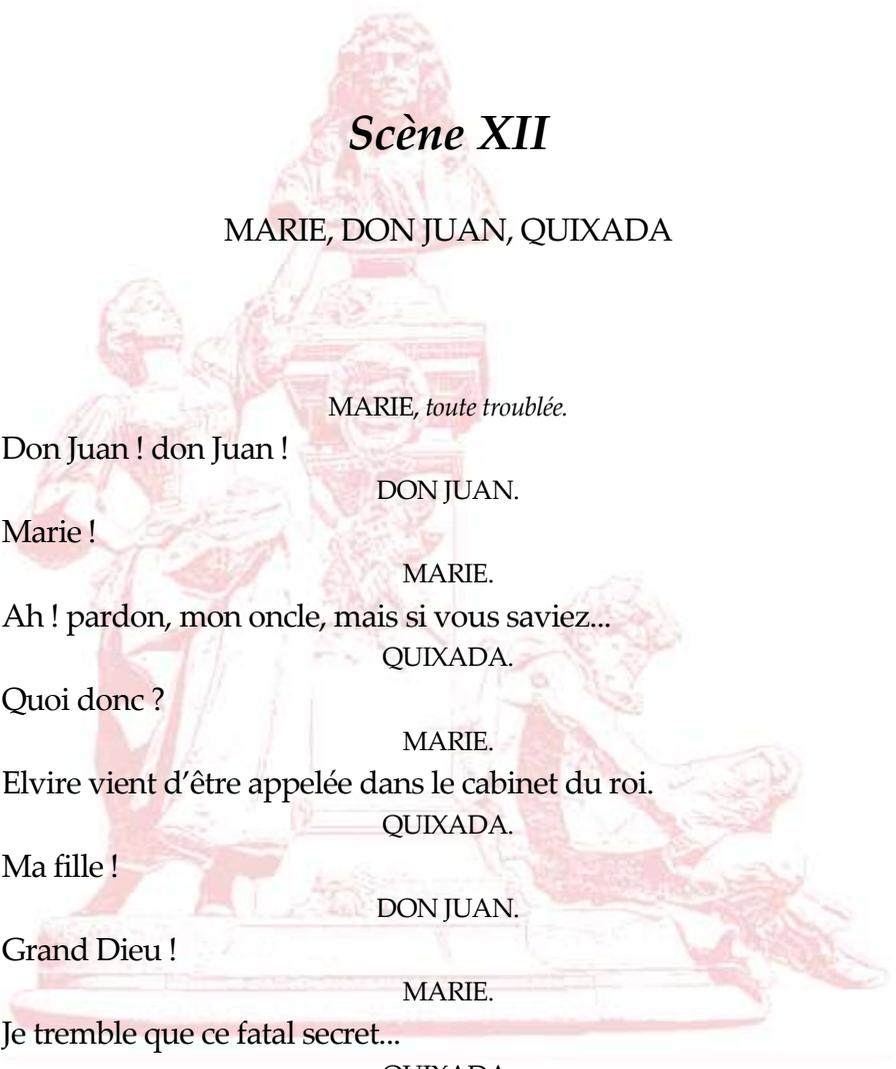 Scène XII
MARIE, DON JUAN, QUIXADA
MARIE, toute troublée.
Don Juan ! don Juan !
DON JUAN.
Marie !
MARIE.
Ah ! pardon, mon oncle, mais si vous saviez...
QUIXADA.
Quoi donc ?
MARIE.
Elvire vient d’être appelée dans le cabinet du roi.
QUIXADA.
Ma fille !
DON JUAN.
Grand Dieu !
MARIE.
Je tremble que ce fatal secret...
QUIXADA.